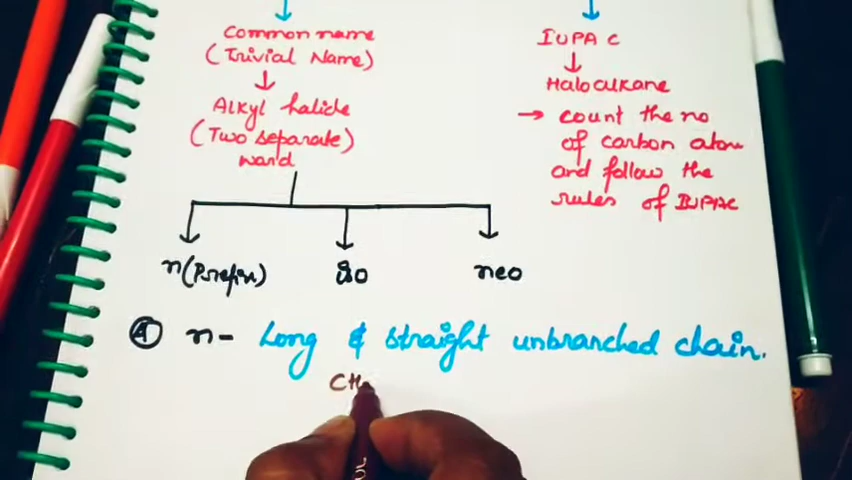 Common name
(Trivial Name)
Alkyl halide
(Two separate)
word
n(Prefix)
iso
neo
IUPAC
Haloalkane
→ count the no
of carbon atom
and follow the
rules of IUPAC
(A) n- Long & straight unbranched chain.
CH